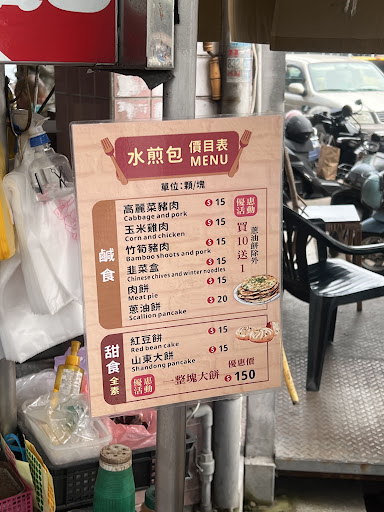 水煎包 價目表 MENU
單位:顆/塊
鹹食
高麗菜豬肉 $15
Cabbage and pork
玉米雞肉 $15
Corn and chicken
竹筍豬肉 $15
Bamboo shoots and pork
韭菜盒 $15
Chinese chives and winter noodles
肉餅 $15
Meat pie
蔥油餅 $20
Scallion pancake
優惠活動
買10送1
蔥油餅除外
甜食 全素
紅豆餅 $15
Red bean cake
山東大餅 $15
Shandong pancake
優惠活動
一整塊大餅
優惠價
$150